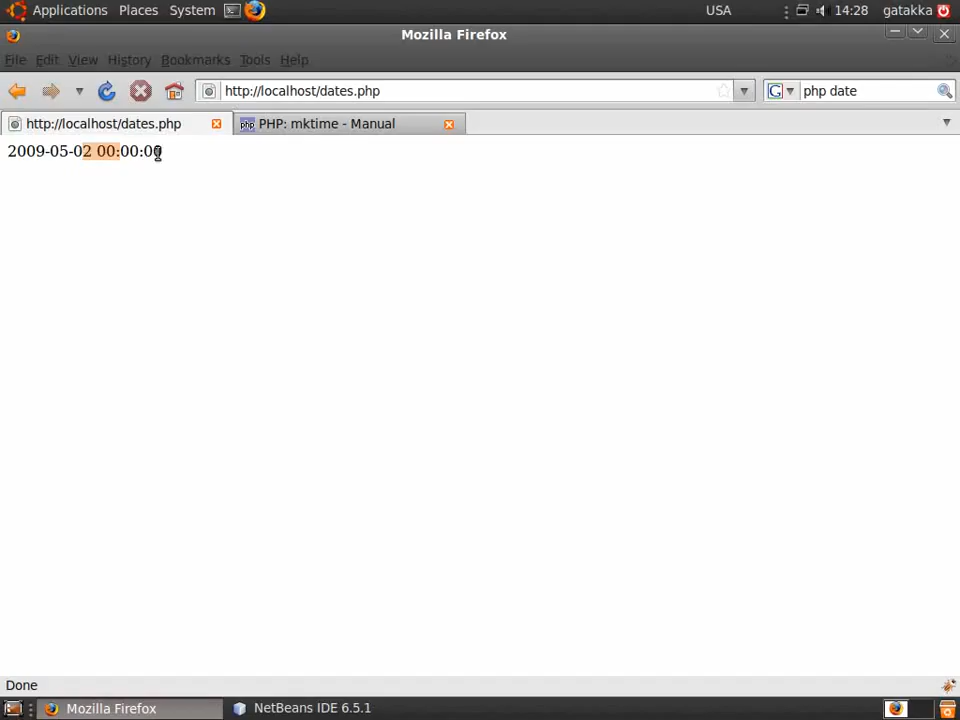 Applications Places System USA 14:28 gatakka
Mozilla Firefox
File Edit View History Bookmarks Tools Help
http://localhost/dates.php G php date
http://localhost/dates.php php PHP: mktime - Manual
2009-05-02 00:00:00
Done
Mozilla Firefox NetBeans IDE 6.5.1